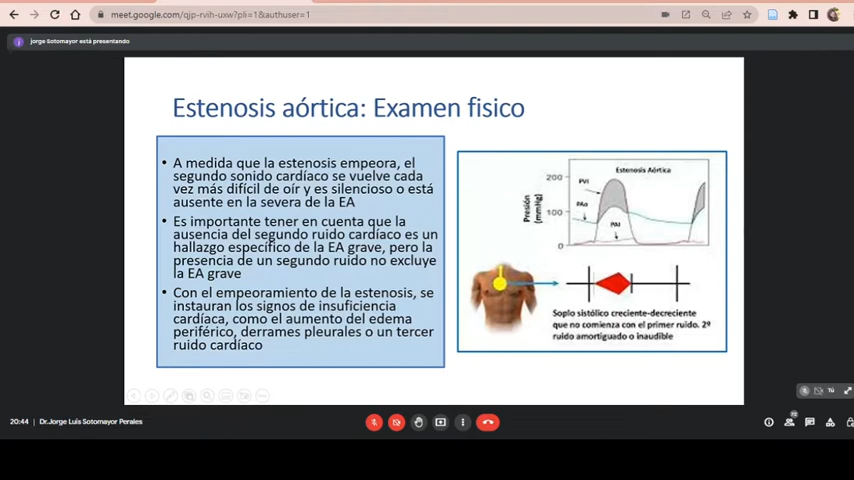 meet.google.com/qjp-rvih-uxw?pli=1&authuser=1
jorge Sotomayor está presentando
Estenosis aórtica: Examen fisico
• A medida que la estenosis empeora, el
segundo sonido cardíaco se vuelve cada
vez más difícil de oír y es silencioso o está
ausente en la severa de la EA
• Es importante tener en cuenta que la
ausencia del segundo ruido cardíaco es un
hallazgo específico de la EA grave, pero la
presencia de un segundo ruido no excluye
la EA grave
• Con el empeoramiento de la estenosis, se
instauran los signos de insuficiencia
cardíaca, como el aumento del edema
periférico, derrames pleurales o un tercer
ruido cardíaco
Estenosis Aórtica
200
PVI
Presión
(mmHg)
PAo
100
PAI
0
Soplo sistólico creciente-decreciente
que no comienza con el primer ruido. 2º
ruido amortiguado o inaudible
Tú
20:44
Dr.Jorge Luis Sotomayor Perales